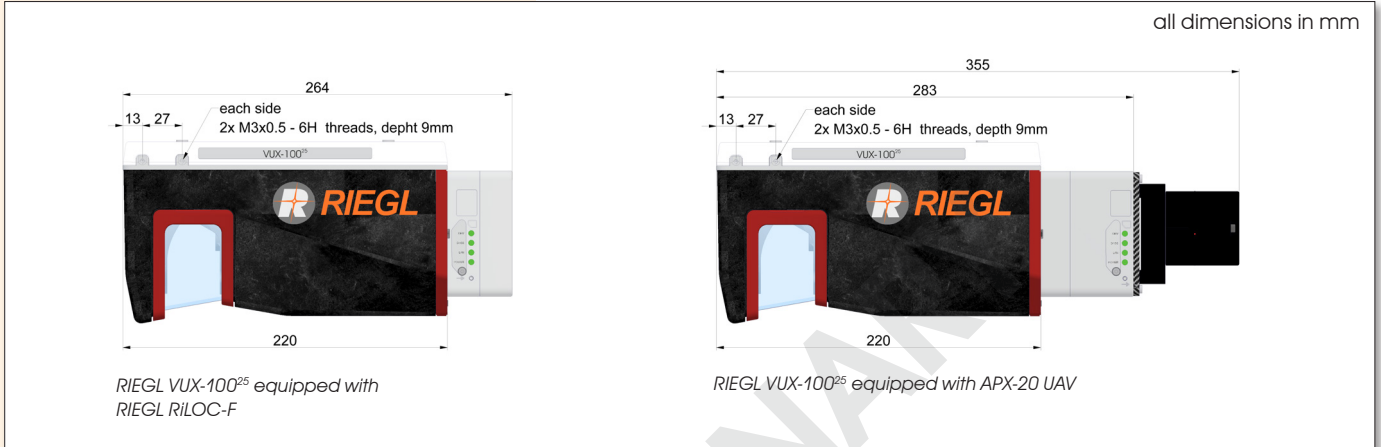 all dimensions in mm
264
13 27
each side
2x M3x0.5 - 6H threads, depht 9mm
VUX-100²⁵
RIEGL
220
RIEGL VUX-100²⁵ equipped with
RIEGL RiLOC-F
355
283
13 27
each side
2x M3x0.5 - 6H threads, depth 9mm
VUX-100²⁵
RIEGL
220
RIEGL VUX-100²⁵ equipped with APX-20 UAV